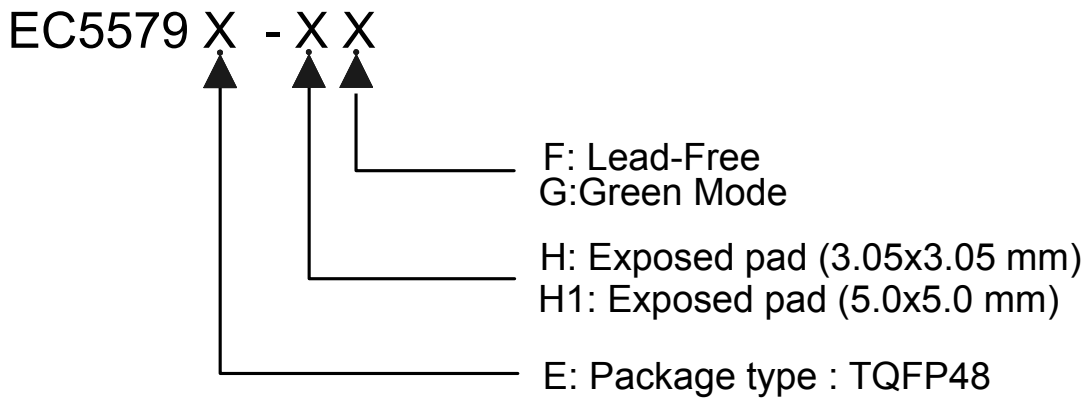 EC5579 X - X X
F: Lead-Free
G:Green Mode
H: Exposed pad (3.05x3.05 mm)
H1: Exposed pad (5.0x5.0 mm)
E: Package type : TQFP48